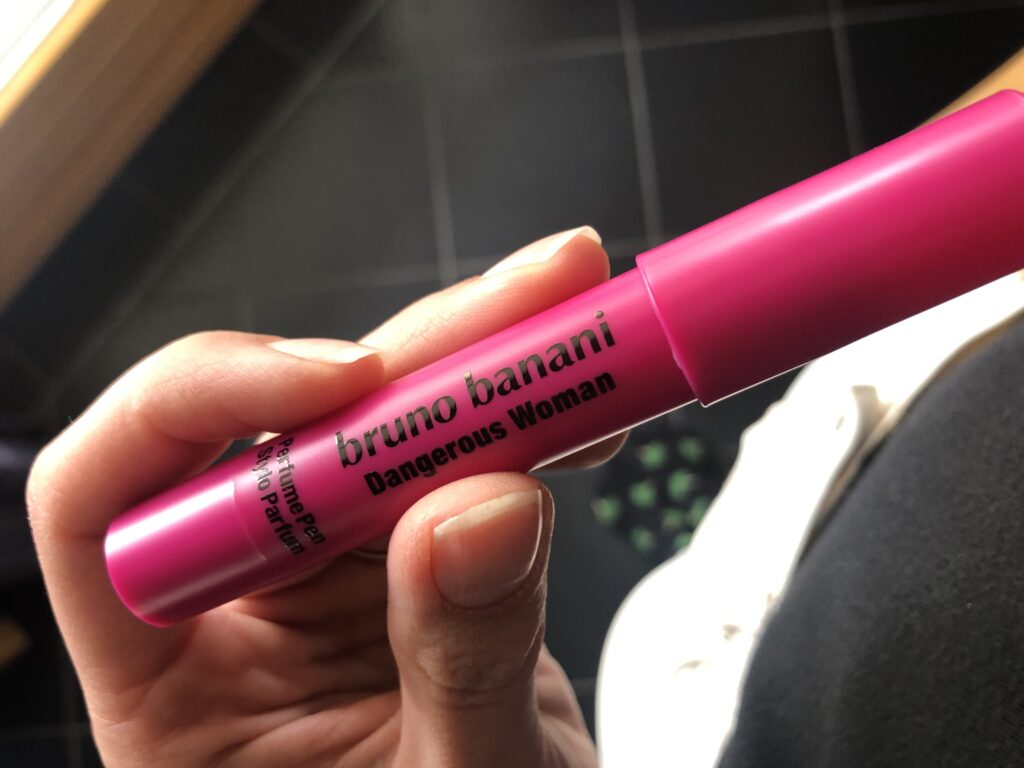 bruno banani
Dangerous Woman
Perfume Pen
Stylo Parfum